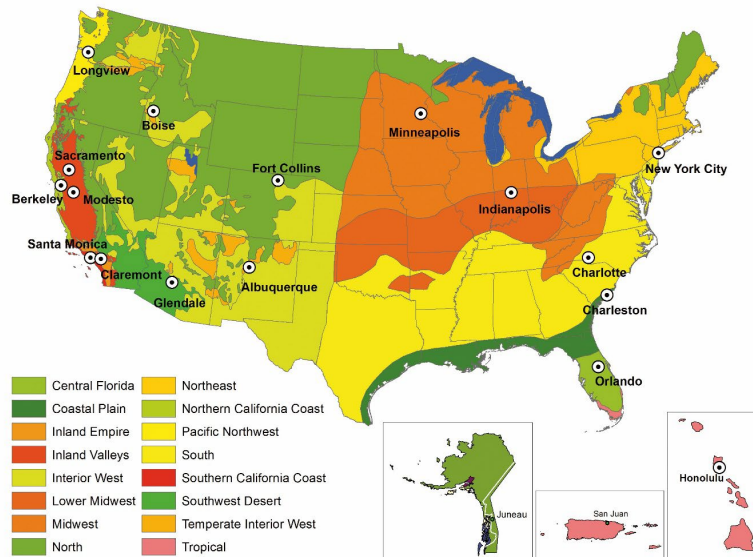 Longview
Boise
Minneapolis
New York City
Sacramento
Fort Collins
Berkeley
Modesto
Indianapolis
Santa Monica
Claremont
Charlotte
Glendale
Albuquerque
Charleston
Orlando
Central Florida
Coastal Plain
Inland Empire
Inland Valleys
Interior West
Lower Midwest
Midwest
North
Northeast
Northern California Coast
Pacific Northwest
South
Southern California Coast
Southwest Desert
Temperate Interior West
Tropical
Juneau
San Juan
Honolulu